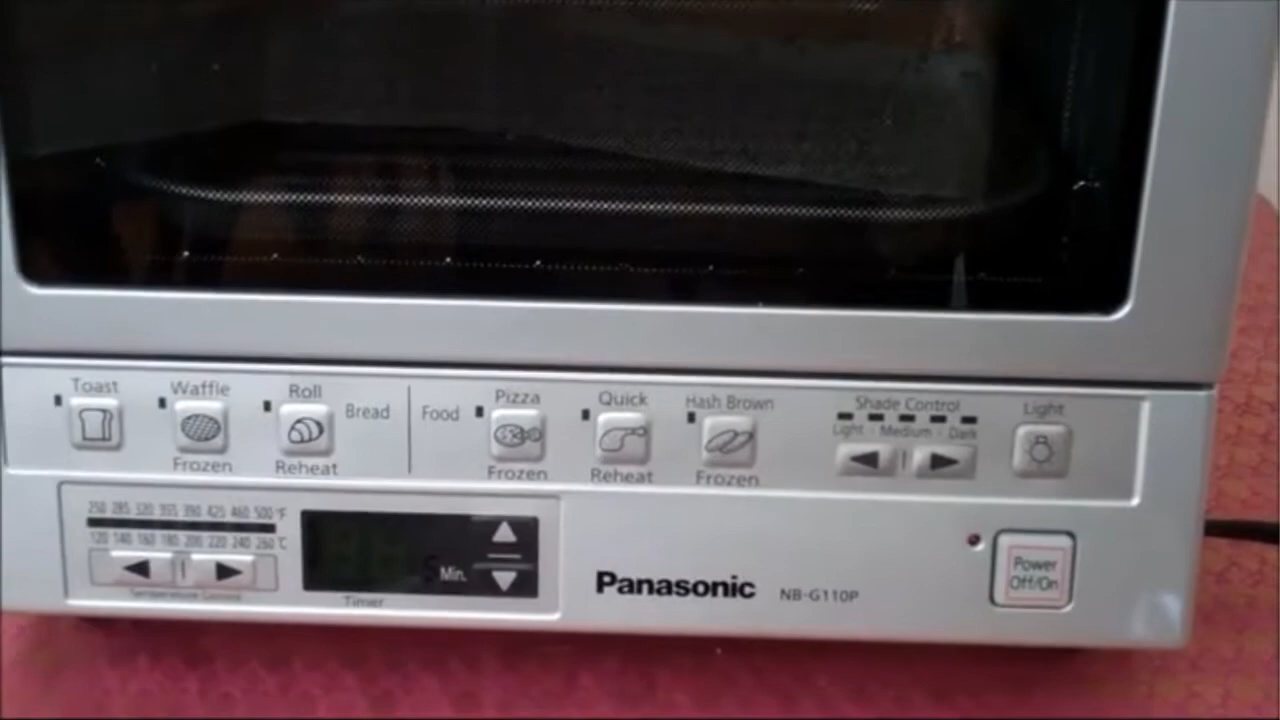 Toast
Waffle
Frozen
Roll
Reheat
Bread
Food
Pizza
Frozen
Quick
Reheat
Hash Brown
Frozen
Shade Control
Light - Medium - Dark
Light
250 285 320 355 390 425 460 500 °F
120 140 160 180 200 220 240 260 °C
Temperature Control
Min.
Timer
Panasonic NB-G110P
Power
Off/On